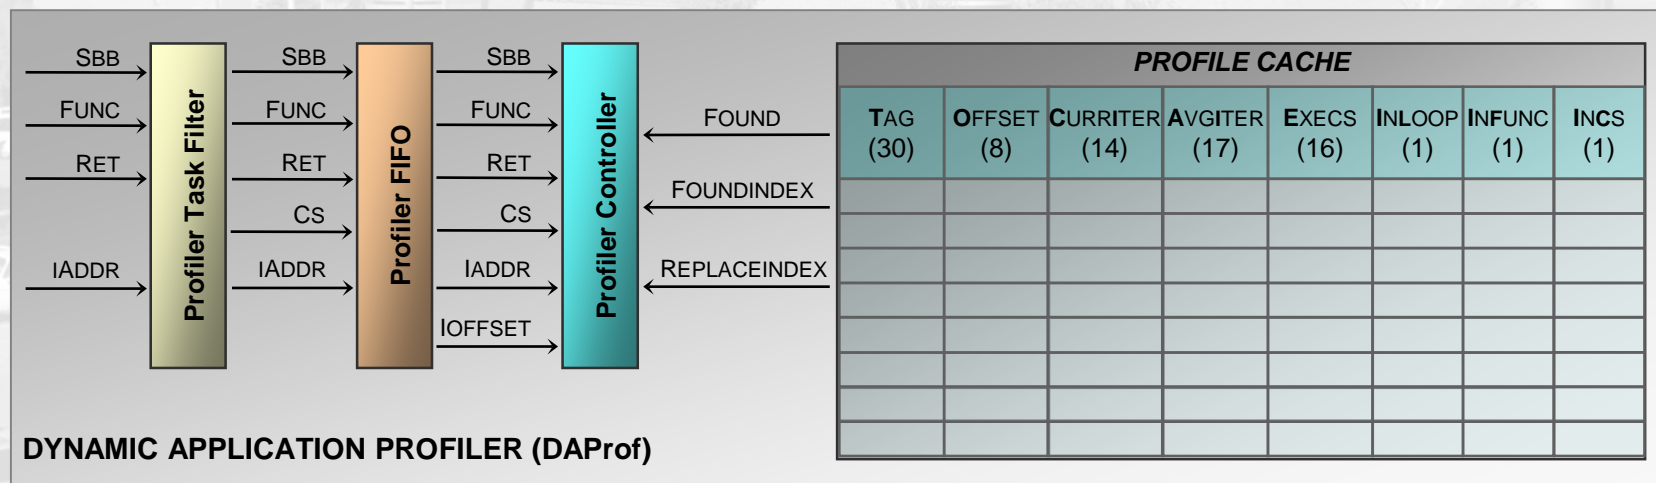 SBB SBB SBB
FUNC FUNC FUNC
RET RET RET
CS CS
IADDR IADDR IADDR
IOFFSET
Profiler Task Filter
Profiler FIFO
Profiler Controller
FOUND
FOUNDINDEX
REPLACEINDEX
PROFILE CACHE
TAG OFFSET CURRITER AVGITER EXECS INLOOP INFUNC INCS
(30) (8) (14) (17) (16) (1) (1) (1)
DYNAMIC APPLICATION PROFILER (DAProf)